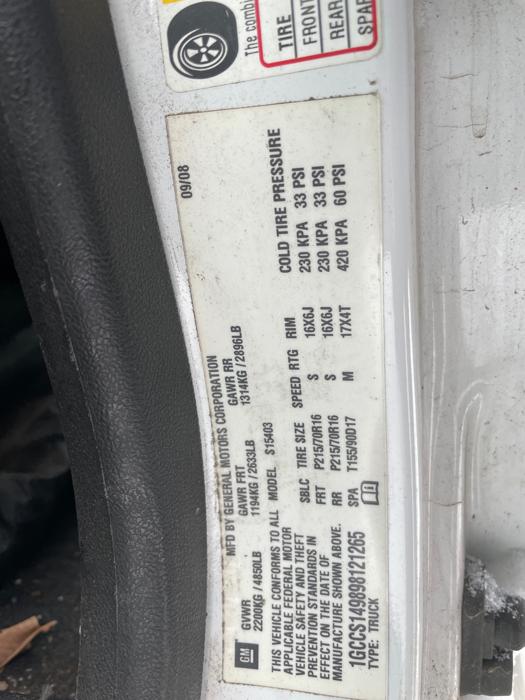 The combi
TIRE
FRONT
REAR
SPAR
09/08
MFD BY GENERAL MOTORS CORPORATION
GM
GVWR GAWR FRT GAWR RR
2200KG / 4850LB 1194KG / 2633LB 1314KG / 2896LB
THIS VEHICLE CONFORMS TO ALL
APPLICABLE FEDERAL MOTOR
VEHICLE SAFETY AND THEFT
PREVENTION STANDARDS IN
EFFECT ON THE DATE OF
MANUFACTURE SHOWN ABOVE.
1GCCS149898121265
TYPE: TRUCK
MODEL S15403
COLD TIRE PRESSURE
SBLC TIRE SIZE SPEED RTG RIM
FRT P215/70R16 S 16X6J 230 KPA 33 PSI
RR P215/70R16 S 16X6J 230 KPA 33 PSI
SPA T155/90D17 M 17X4T 420 KPA 60 PSI